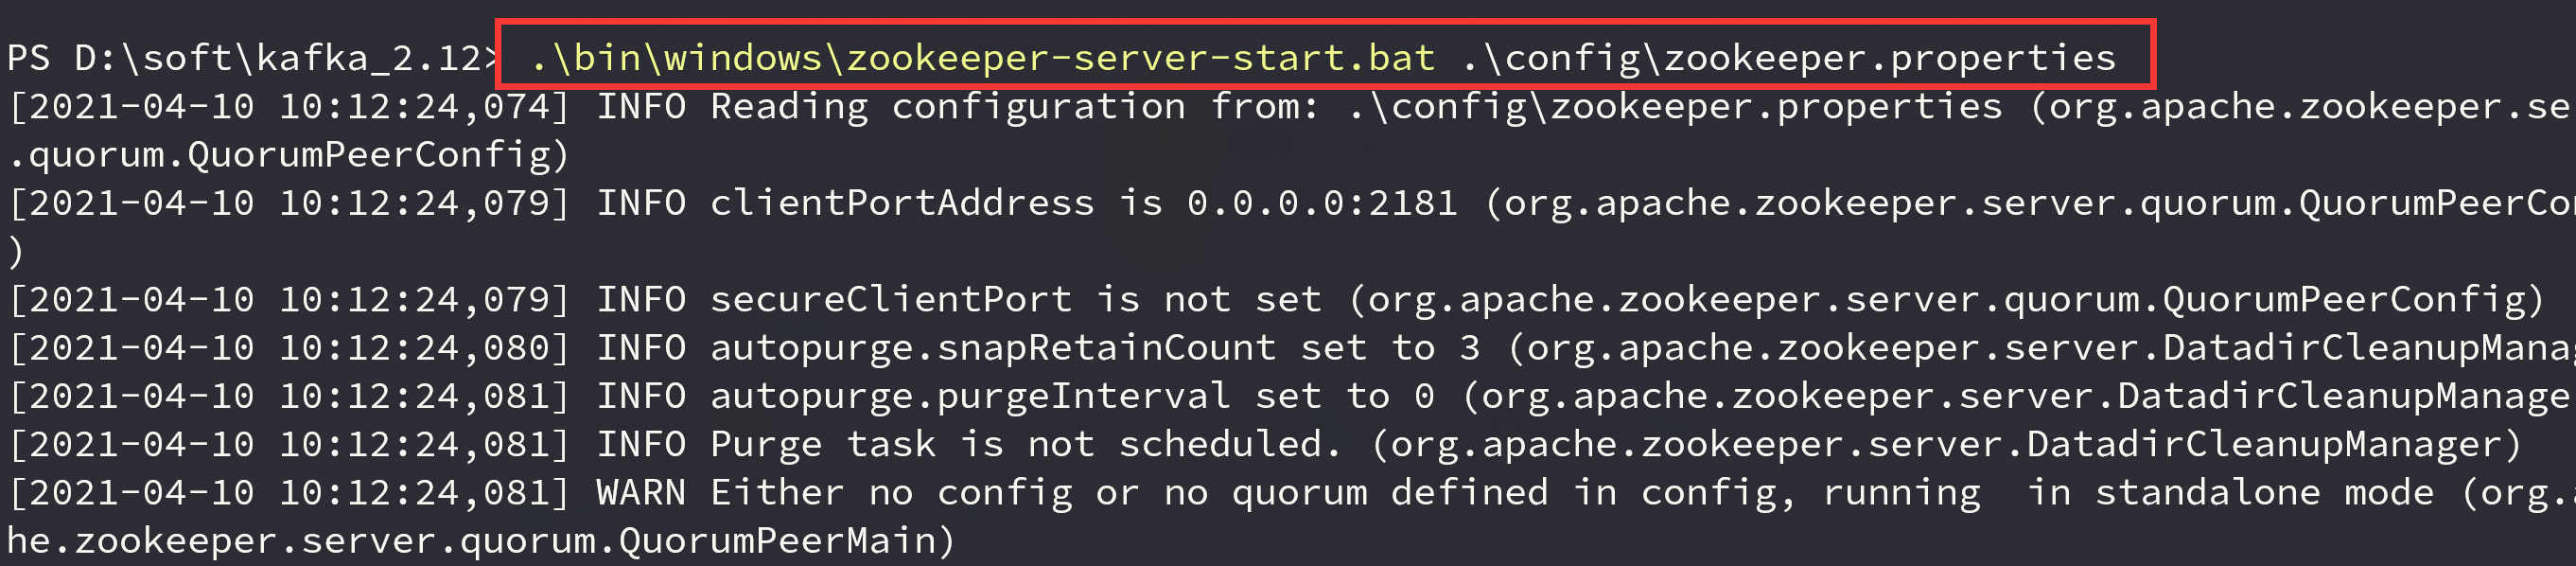 PS D:\soft\kafka_2.12> .\bin\windows\zookeeper-server-start.bat .\config\zookeeper.properties
[2021-04-10 10:12:24,074] INFO Reading configuration from: .\config\zookeeper.properties (org.apache.zookeeper.se
.quorum.QuorumPeerConfig)
[2021-04-10 10:12:24,079] INFO clientPortAddress is 0.0.0.0:2181 (org.apache.zookeeper.server.quorum.QuorumPeerCon
)
[2021-04-10 10:12:24,079] INFO secureClientPort is not set (org.apache.zookeeper.server.quorum.QuorumPeerConfig)
[2021-04-10 10:12:24,080] INFO autopurge.snapRetainCount set to 3 (org.apache.zookeeper.server.DatadirCleanupManag
[2021-04-10 10:12:24,081] INFO autopurge.purgeInterval set to 0 (org.apache.zookeeper.server.DatadirCleanupManage
[2021-04-10 10:12:24,081] INFO Purge task is not scheduled. (org.apache.zookeeper.server.DatadirCleanupManager)
[2021-04-10 10:12:24,081] WARN Either no config or no quorum defined in config, running  in standalone mode (org.a
he.zookeeper.server.quorum.QuorumPeerMain)